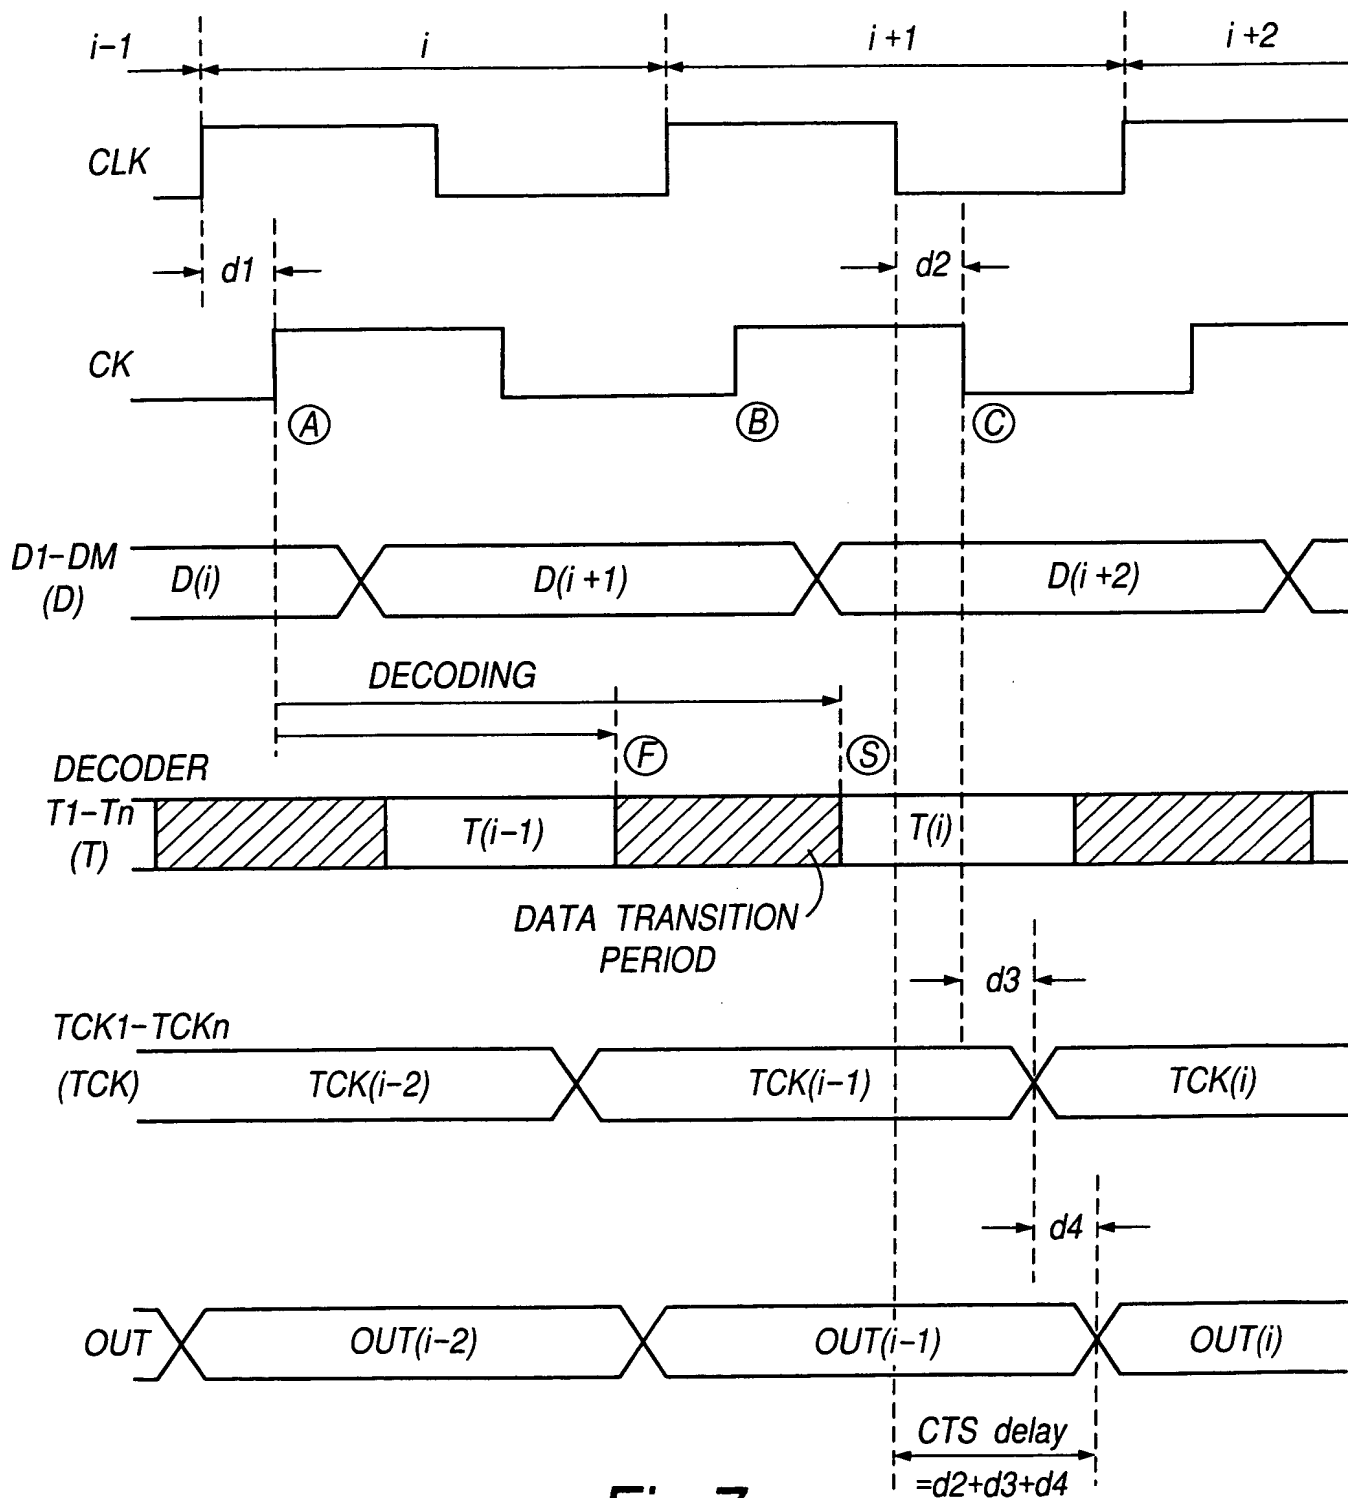 i-1
i
i+1
i+2
CLK
d1
d2
CK
A
B
C
D1-DM
(D)
D(i)
D(i+1)
D(i+2)
DECODING
F
S
DECODER
T1-Tn
(T)
T(i-1)
T(i)
DATA TRANSITION
PERIOD
d3
TCK1-TCKn
(TCK)
TCK(i-2)
TCK(i-1)
TCK(i)
d4
OUT
OUT(i-2)
OUT(i-1)
OUT(i)
CTS delay
=d2+d3+d4